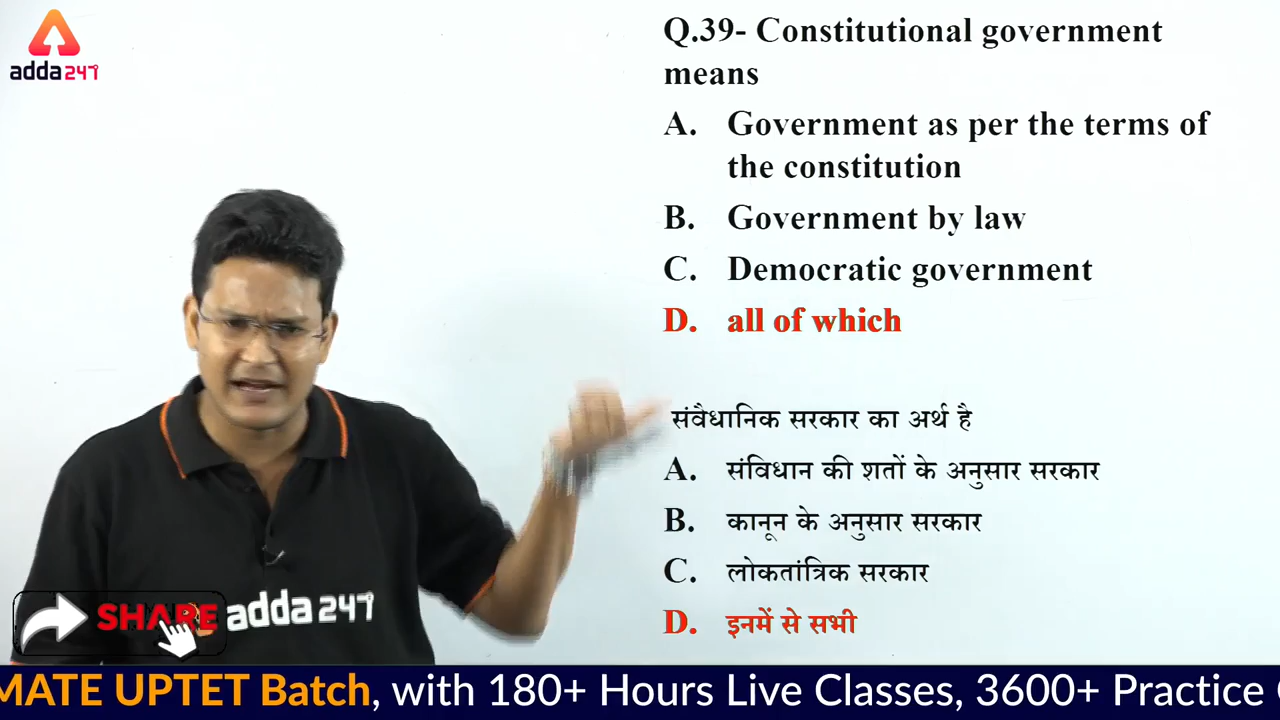 adda247
Q.39- Constitutional government
means
A. Government as per the terms of
the constitution
B. Government by law
C. Democratic government
D. all of which
संवैधानिक सरकार का अर्थ है
A. संविधान की शर्तों के अनुसार सरकार
B. कानून के अनुसार सरकार
C. लोकतांत्रिक सरकार
D. इनमें से सभी
adda247
SHARE
MATE UPTET Batch, with 180+ Hours Live Classes, 3600+ Practice